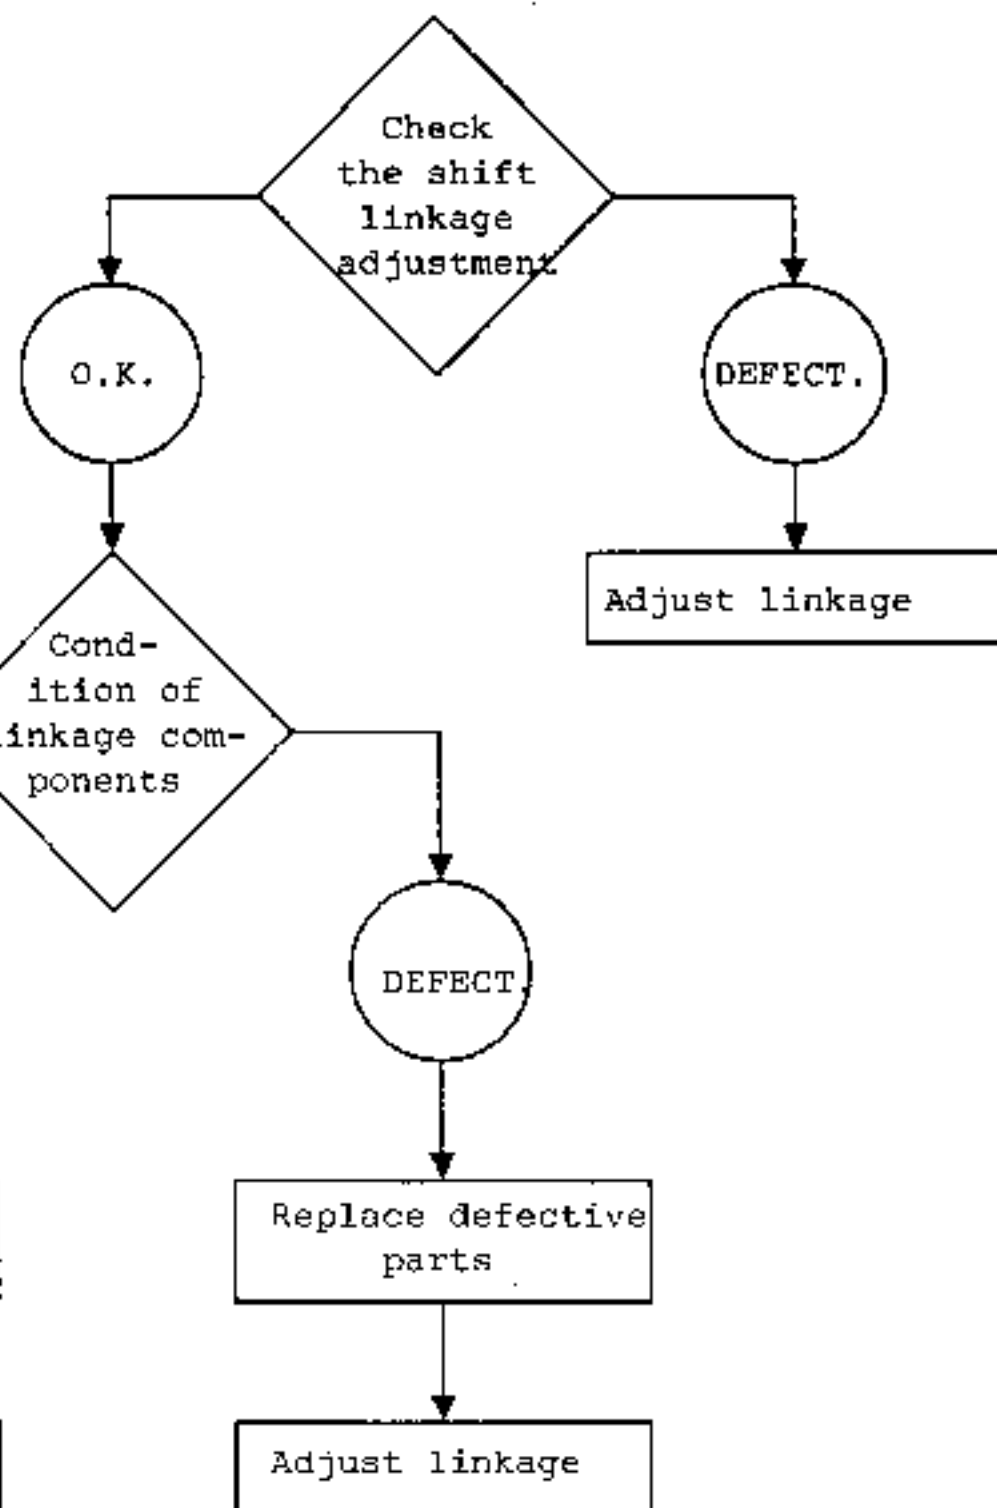 Check
the shift
linkage
adjustment
O.K.
DEFECT.
Adjust linkage
Cond-
ition of
linkage com-
ponents
DEFECT.
Replace defective
parts
Adjust linkage